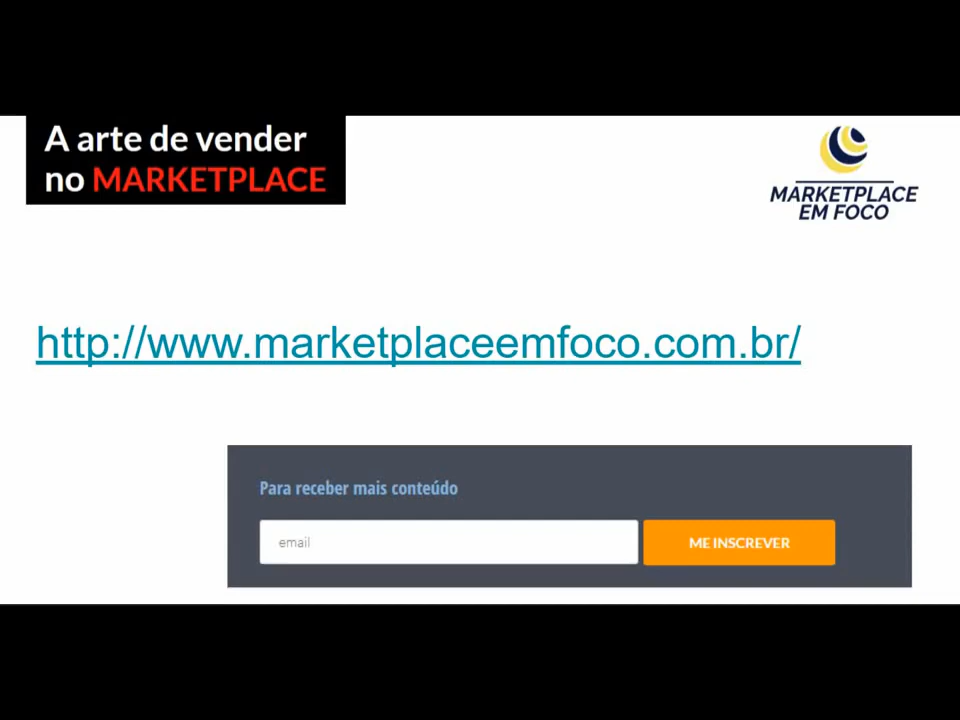 A arte de vender
no MARKETPLACE
MARKETPLACE
EM FOCO
http://www.marketplaceemfoco.com.br/
Para receber mais conteúdo
email
ME INSCREVER